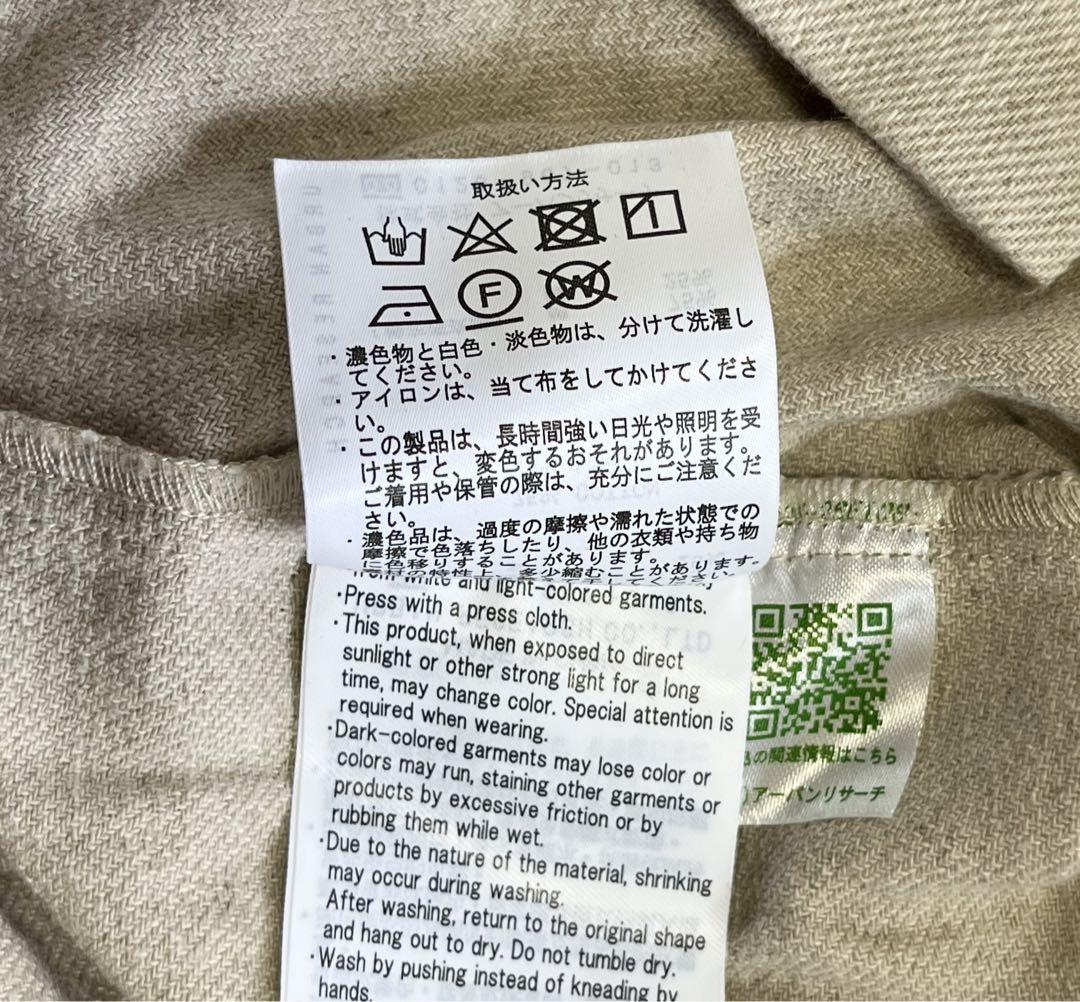 取扱い方法
F
W
・濃色物と白色・淡色物は、分けて洗濯し
てください。
・アイロンは、当て布をしてかけてくださ
い。
・この製品は、長時間強い日光や照明を受
けますと、変色するおそれがあります。
ご着用や保管の際は、充分にご注意くだ
さい。
・濃色品は、過度の摩擦や濡れた状態での
摩擦で色落ちしたり、他の衣類や持ち物
に色移りすることがあります。
from white and light-colored garments.
・Press with a press cloth.
・This product, when exposed to direct
sunlight or other strong light for a long
time, may change color. Special attention is
required when wearing.
・Dark-colored garments may lose color or
colors may run, staining other garments or
products by excessive friction or by
rubbing them while wet.
・Due to the nature of the material, shrinking
may occur during washing.
After washing, return to the original shape
and hang out to dry. Do not tumble dry.
・Wash by pushing instead of kneading by
hands.
の関連情報はこちら
)アーバンリサーチ